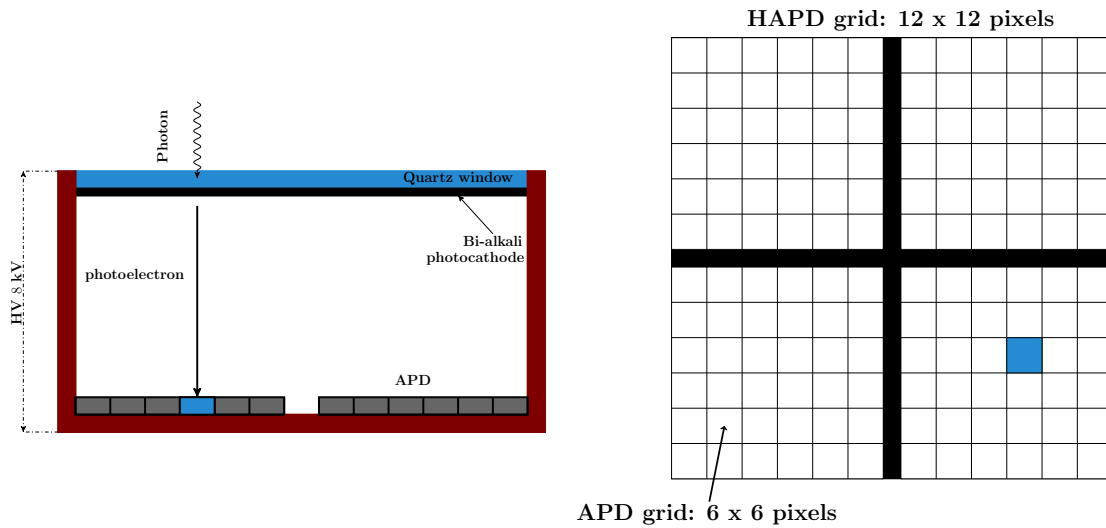 HAPD grid: 12 x 12 pixels
Photon
Quartz window
Bi-alkali
photocathode
photoelectron
HV 8 kV
APD
APD grid: 6 x 6 pixels